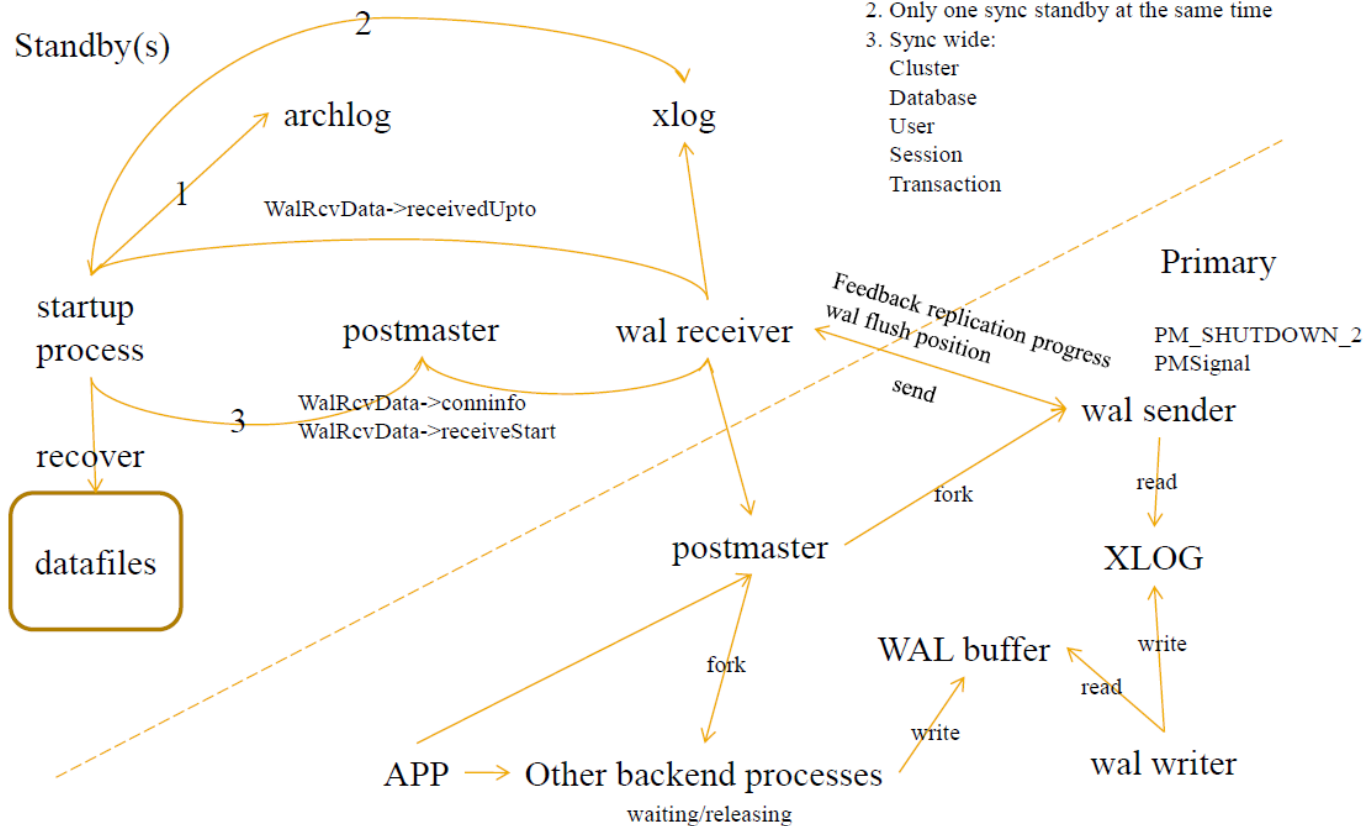 2. Only one sync standby at the same time
3. Sync wide:
Cluster
Database
User
Session
Transaction
Standby(s)
2
archlog
xlog
1
WalRcvData->receivedUpto
Primary
startup
process
postmaster
wal receiver
Feedback replication progress
wal flush position
send
PM_SHUTDOWN_2
PMSignal
3
WalRcvData->conninfo
WalRcvData->receiveStart
wal sender
recover
read
fork
datafiles
postmaster
XLOG
fork
WAL buffer
write
read
write
APP
Other backend processes
wal writer
waiting/releasing